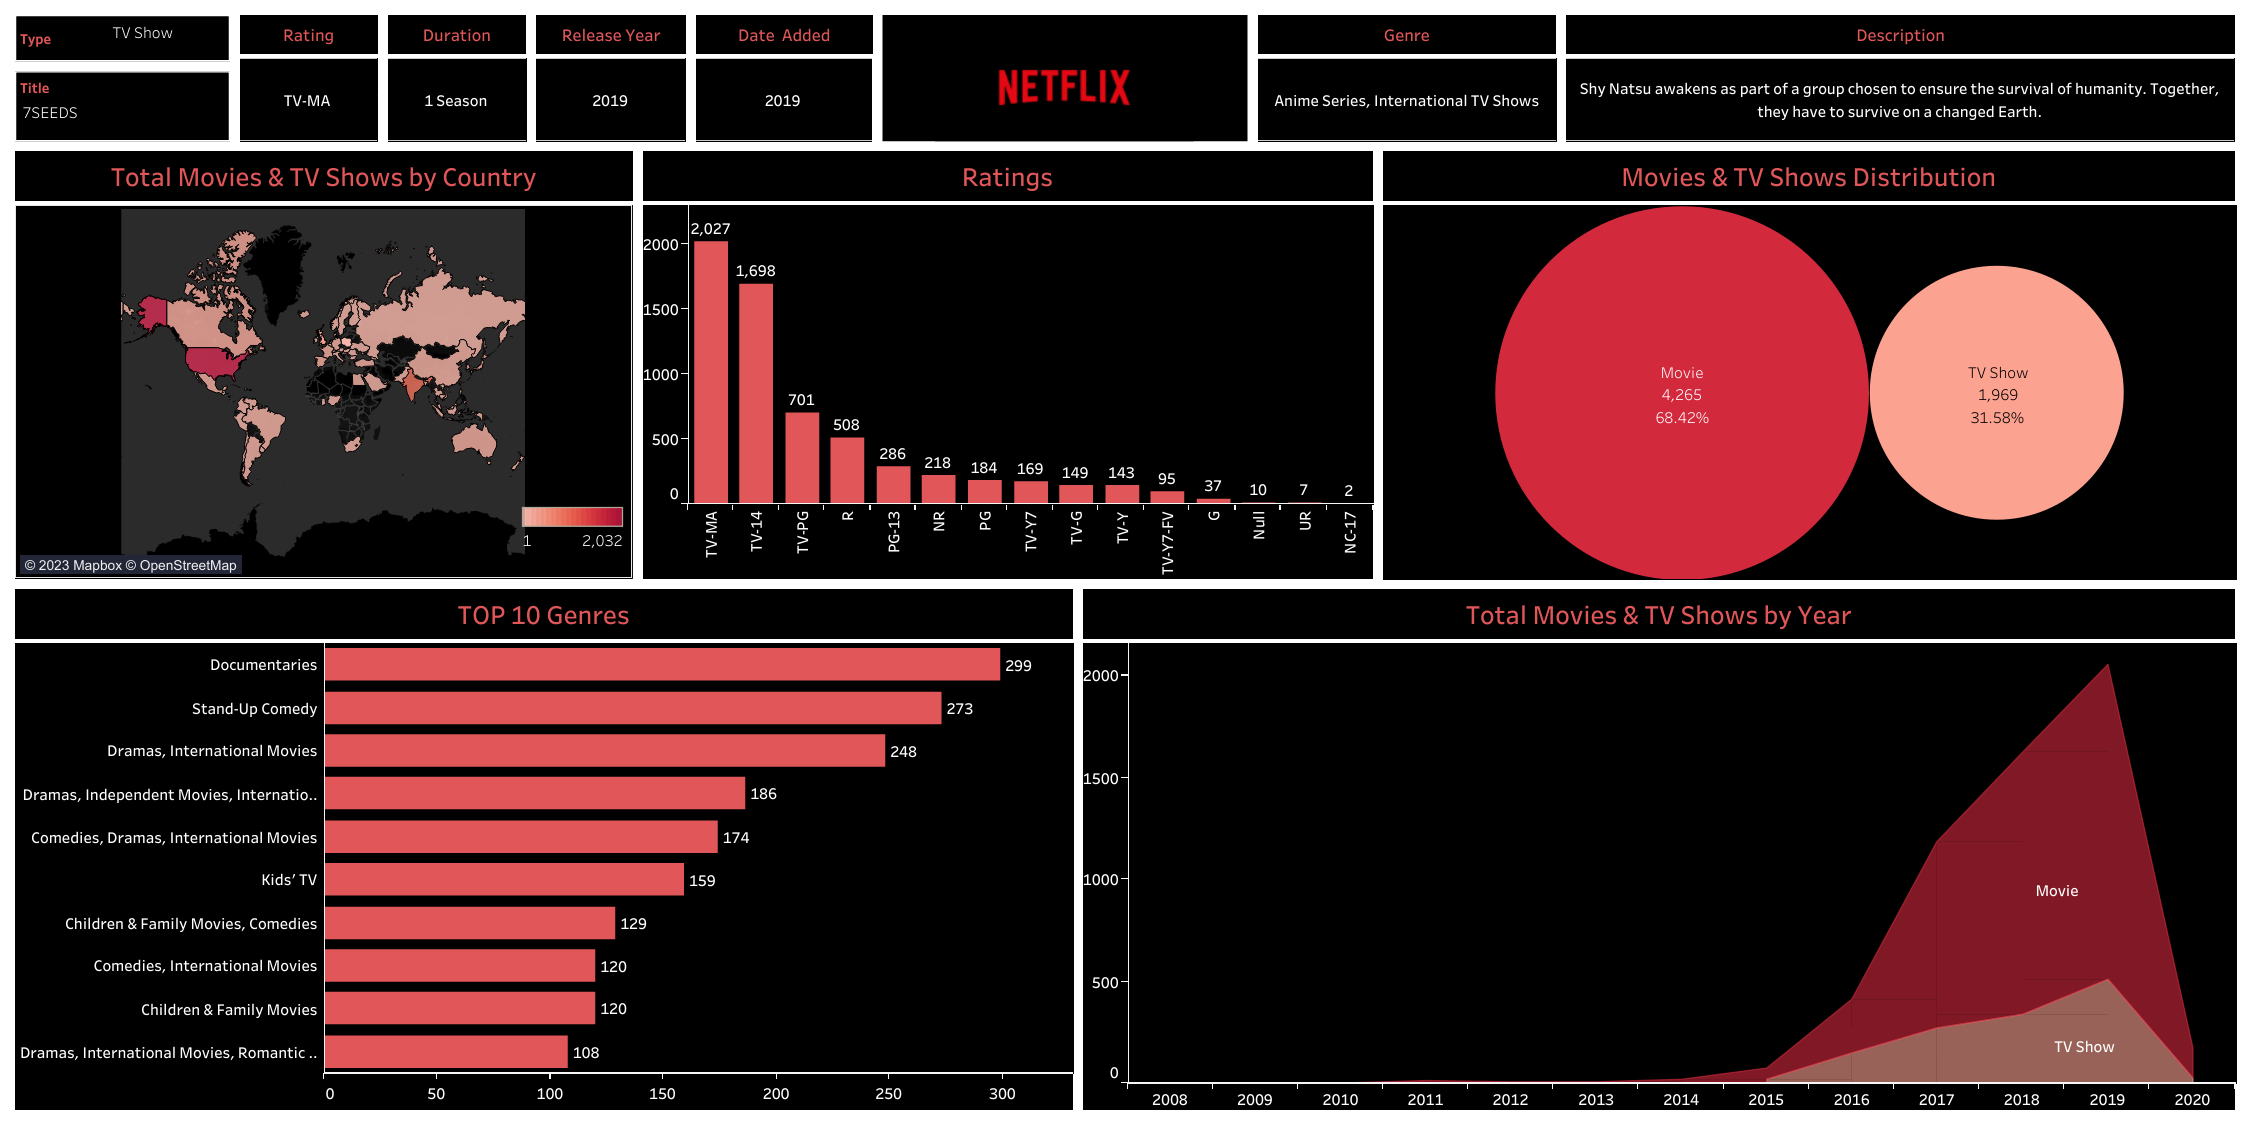 Type
TV Show
Title
7SEEDS
Rating
TV-MA
Duration
1 Season
Release Year
2019
Date Added
2019
NETFLIX
Genre
Anime Series, International TV Shows
Description
Shy Natsu awakens as part of a group chosen to ensure the survival of humanity. Together,
they have to survive on a changed Earth.
Total Movies & TV Shows by Country
1
2,032
© 2023 Mapbox © OpenStreetMap
Ratings
2000
1500
1000
500
0
2,027
1,698
701
508
286
218
184
169
149
143
95
37
10
7
2
TV-MA
TV-14
TV-PG
R
PG-13
NR
PG
TV-Y7
TV-G
TV-Y
TV-Y7-FV
G
Null
UR
NC-17
Movies & TV Shows Distribution
Movie
4,265
68.42%
TV Show
1,969
31.58%
TOP 10 Genres
Documentaries
299
Stand-Up Comedy
273
Dramas, International Movies
248
Dramas, Independent Movies, Internatio..
186
Comedies, Dramas, International Movies
174
Kids' TV
159
Children & Family Movies, Comedies
129
Comedies, International Movies
120
Children & Family Movies
120
Dramas, International Movies, Romantic ..
108
0
50
100
150
200
250
300
Total Movies & TV Shows by Year
2000
1500
1000
500
0
Movie
TV Show
2008
2009
2010
2011
2012
2013
2014
2015
2016
2017
2018
2019
2020